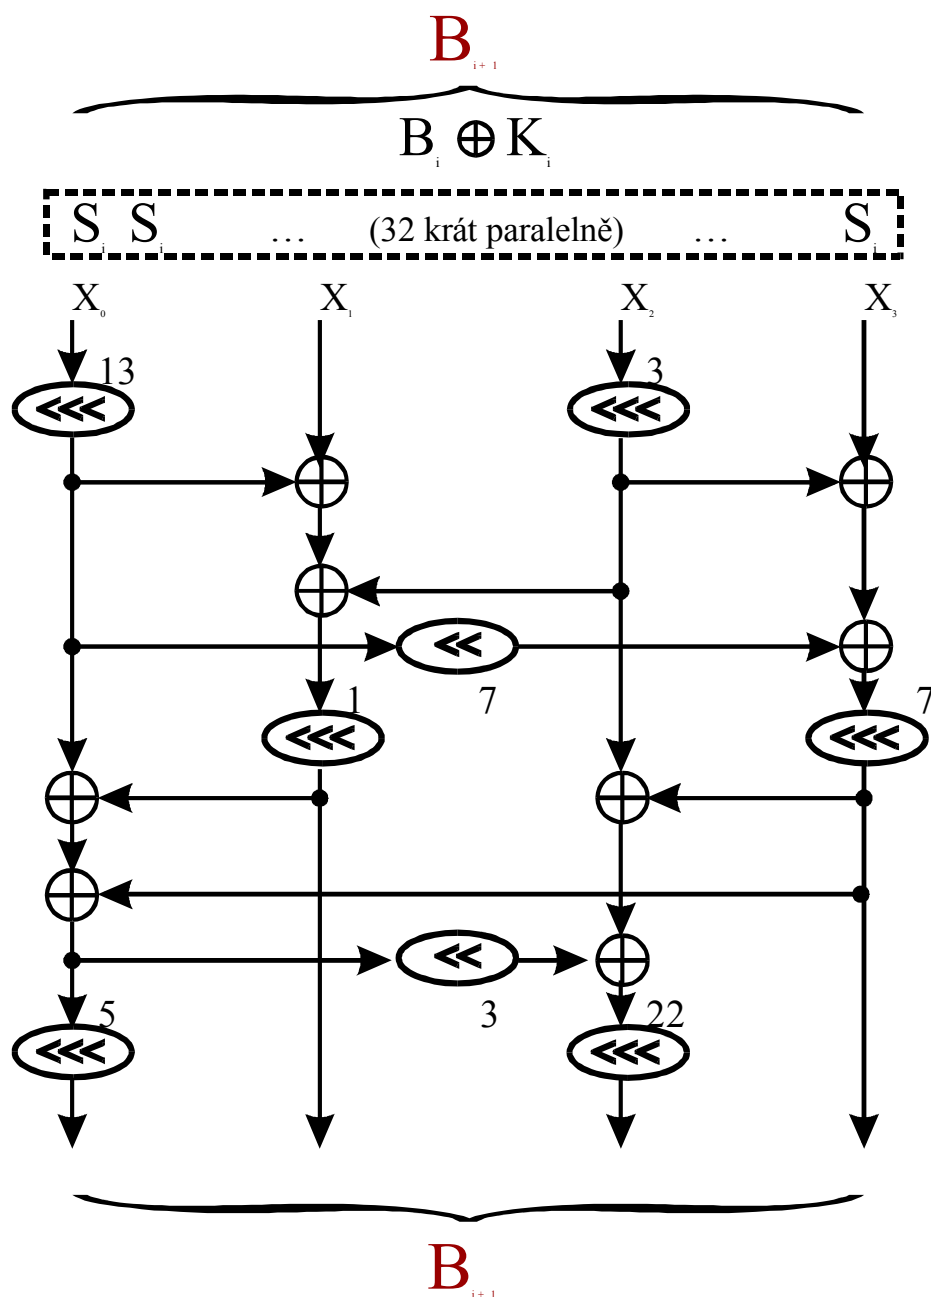 B i+1
B i ⊕ K i
S i S i … (32 krát paralelně) … S i
X 0 X 1 X 2 X 3
13 3
<<< <<<
<<
1 7 7
<<< <<<
<<
5 3 22
<<< <<<
B i+1